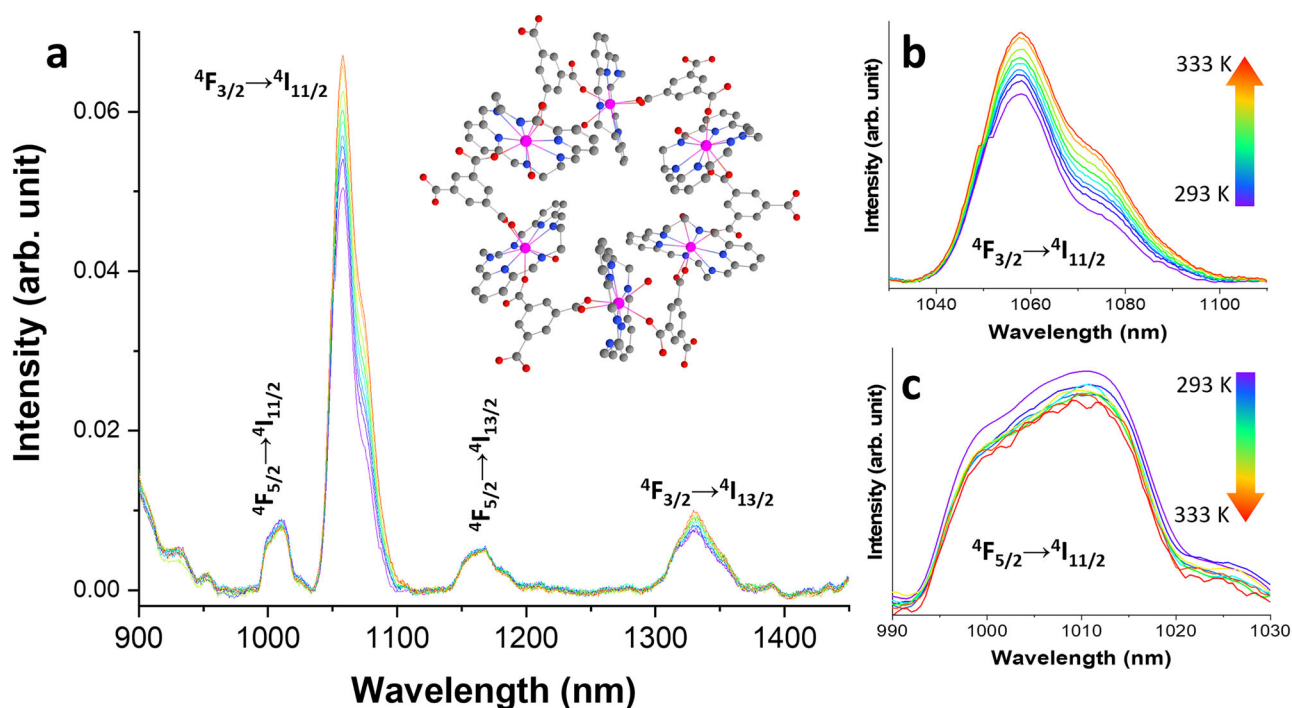 a
⁴F₃/₂→⁴I₁₁/₂
⁴F₅/₂→⁴I₁₁/₂
⁴F₅/₂→⁴I₁₃/₂
⁴F₃/₂→⁴I₁₃/₂
Intensity (arb. unit)
0.06
0.04
0.02
0.00
900
1000
1100
1200
1300
1400
Wavelength (nm)
b
333 K
293 K
⁴F₃/₂→⁴I₁₁/₂
Intensity (arb. unit)
1040
1060
1080
1100
Wavelength (nm)
c
293 K
333 K
⁴F₅/₂→⁴I₁₁/₂
Intensity (arb. unit)
990
1000
1010
1020
1030
Wavelength (nm)